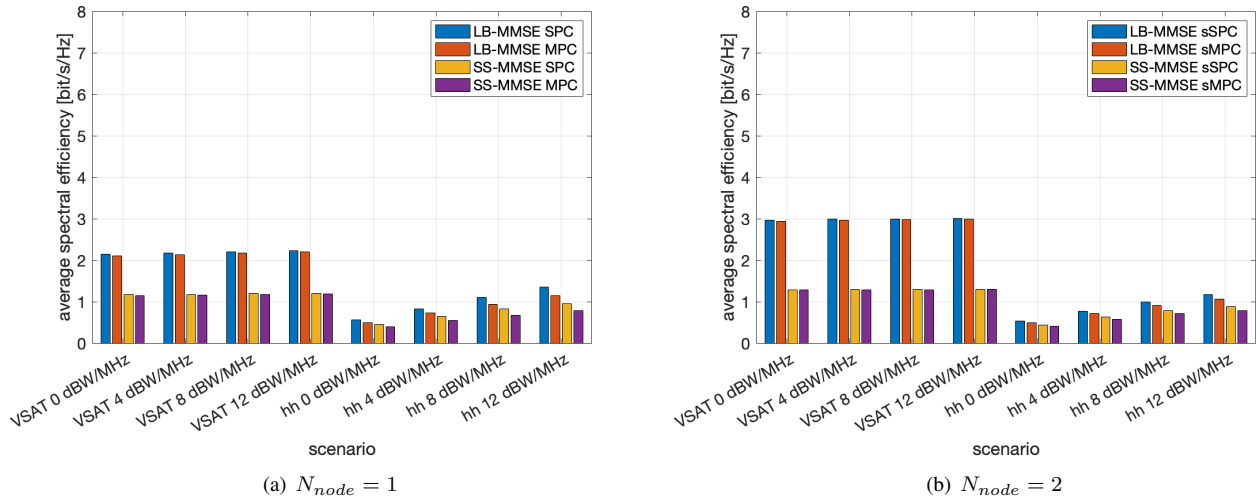 8
7
6
5
4
3
2
1
0
average spectral efficiency [bit/s/Hz]
LB-MMSE SPC
LB-MMSE MPC
SS-MMSE SPC
SS-MMSE MPC
VSAT 0 dBW/MHz
VSAT 4 dBW/MHz
VSAT 8 dBW/MHz
VSAT 12 dBW/MHz
hh 0 dBW/MHz
hh 4 dBW/MHz
hh 8 dBW/MHz
hh 12 dBW/MHz
scenario
(a) N_{node} = 1
8
7
6
5
4
3
2
1
0
average spectral efficiency [bit/s/Hz]
LB-MMSE sSPC
LB-MMSE sMPC
SS-MMSE sSPC
SS-MMSE sMPC
VSAT 0 dBW/MHz
VSAT 4 dBW/MHz
VSAT 8 dBW/MHz
VSAT 12 dBW/MHz
hh 0 dBW/MHz
hh 4 dBW/MHz
hh 8 dBW/MHz
hh 12 dBW/MHz
scenario
(b) N_{node} = 2